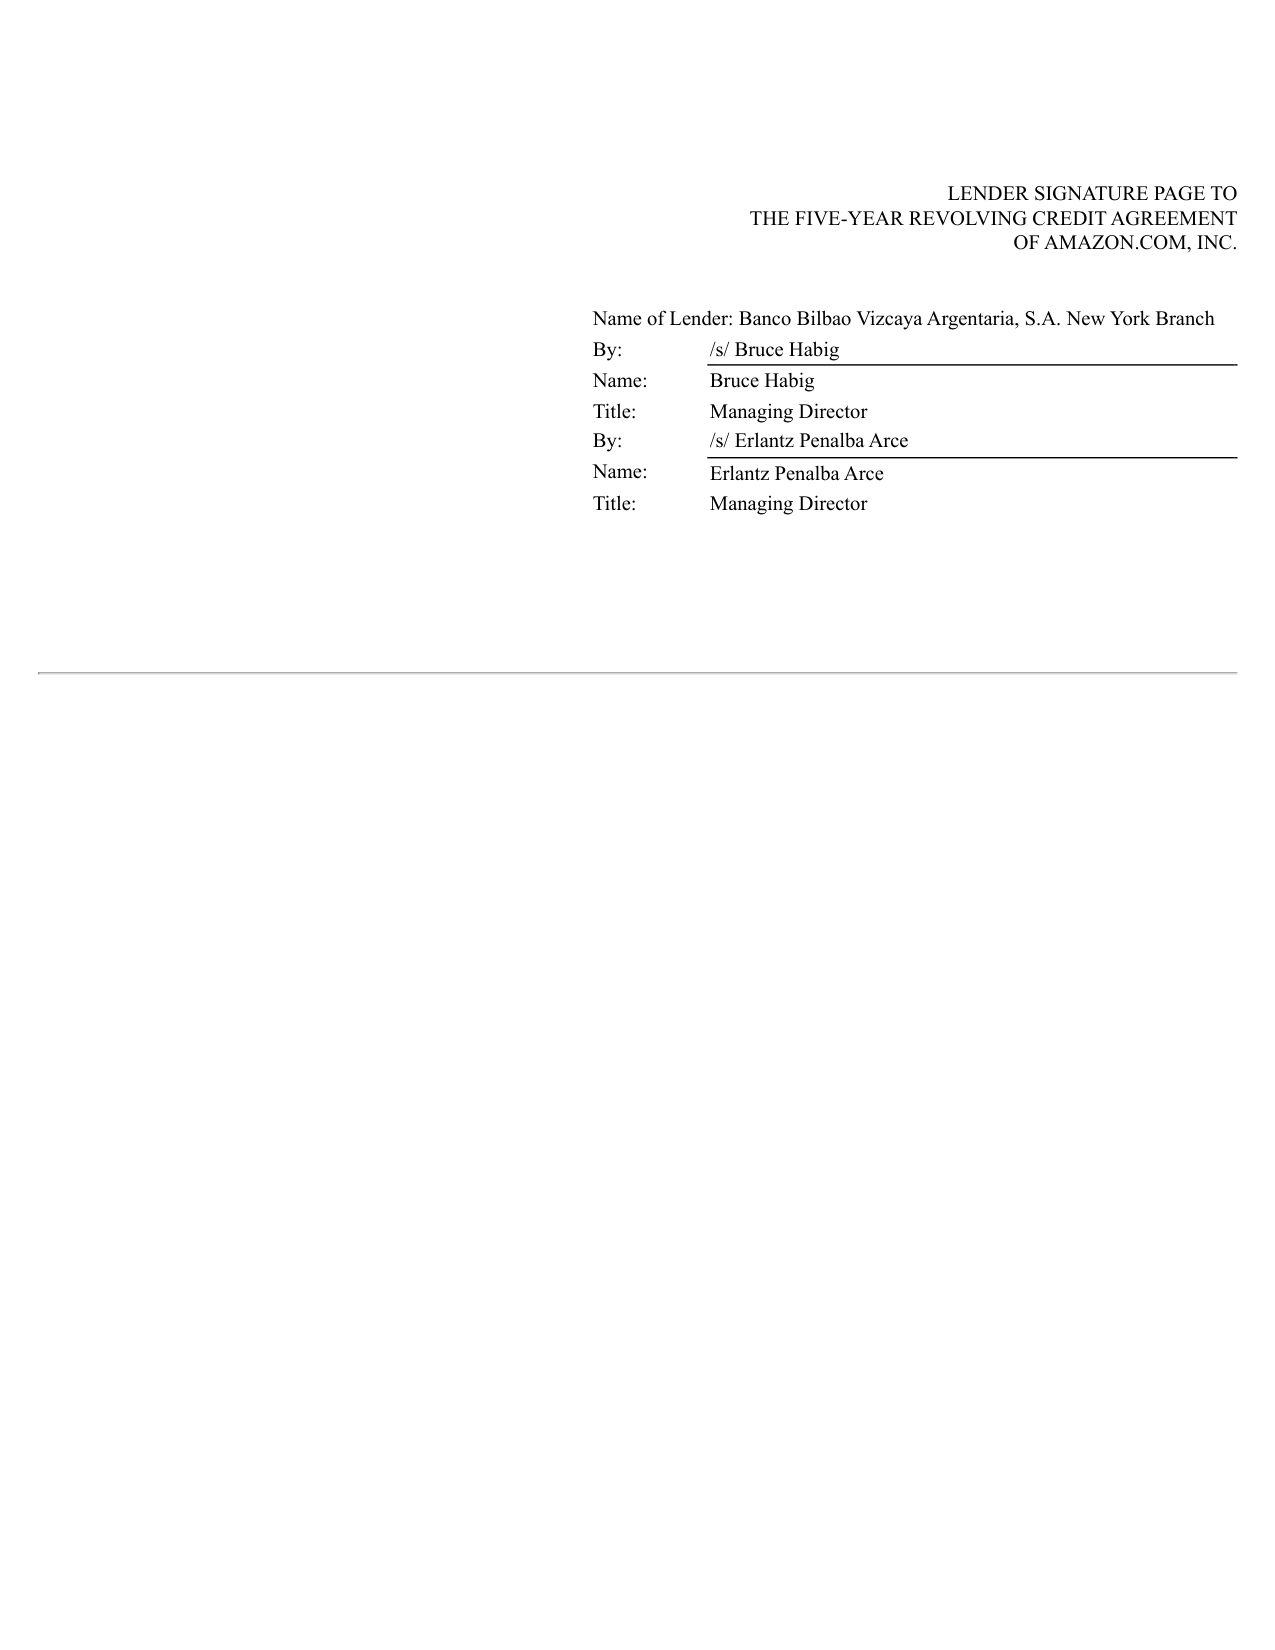 LENDER SIGNATURE PAGE TO
THE FIVE-YEAR REVOLVING CREDIT AGREEMENT
OF AMAZON.COM, INC.
Name of Lender: Banco Bilbao Vizcaya Argentaria, S.A. New York Branch
By: /s/ Bruce Habig
Name: Bruce Habig
Title: Managing Director
By: /s/ Erlantz Penalba Arce
Name: Erlantz Penalba Arce
Title: Managing Director